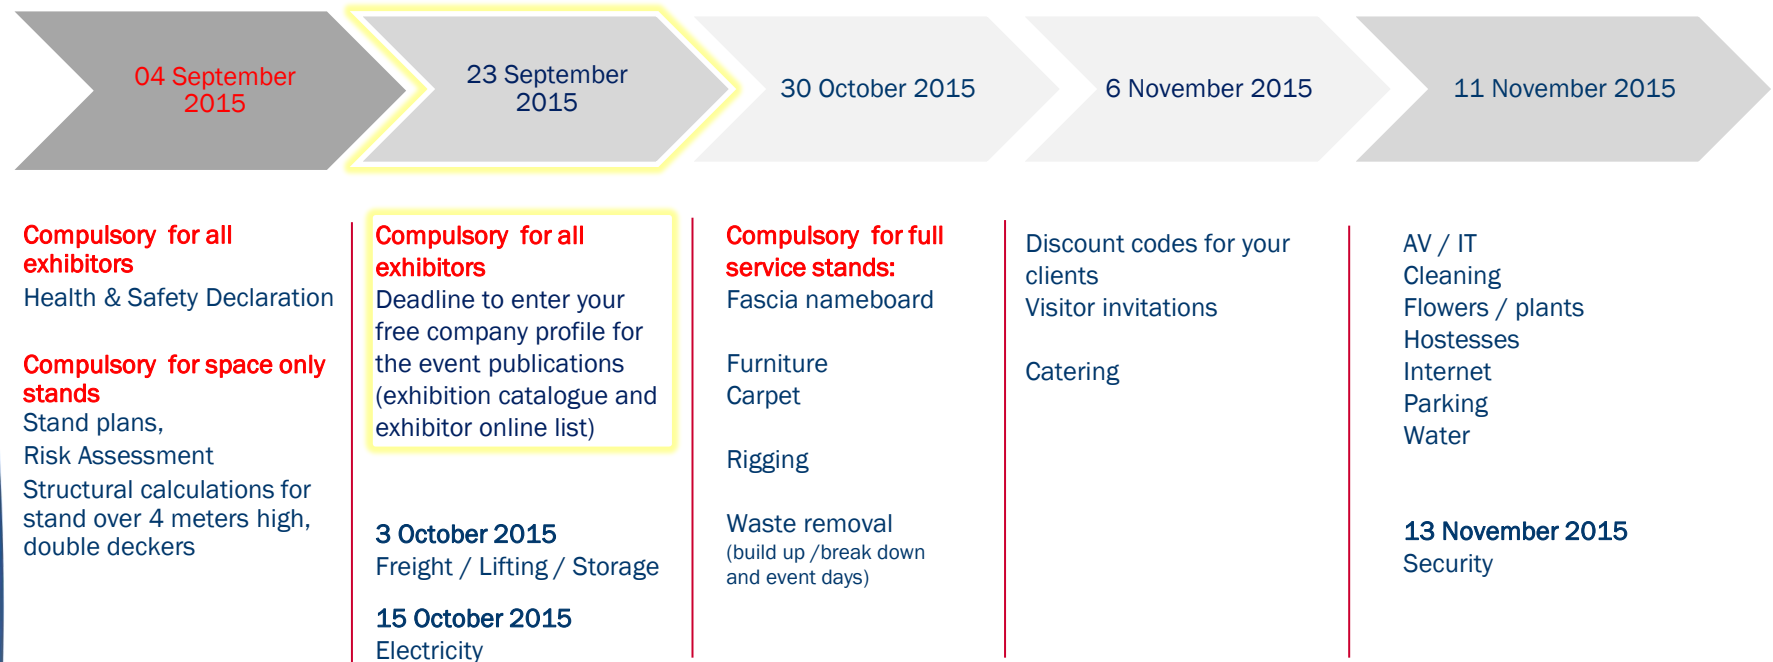 04 September
2015
23 September
2015
30 October 2015
6 November 2015
11 November 2015
Compulsory for all
exhibitors
Health & Safety Declaration
Compulsory for space only
stands
Stand plans,
Risk Assessment
Structural calculations for
stand over 4 meters high,
double deckers
Compulsory for all
exhibitors
Deadline to enter your
free company profile for
the event publications
(exhibition catalogue and
exhibitor online list)
3 October 2015
Freight / Lifting / Storage
15 October 2015
Electricity
Compulsory for full
service stands:
Fascia nameboard
Furniture
Carpet
Rigging
Waste removal
(build up /break down
and event days)
Discount codes for your
clients
Visitor invitations
Catering
AV / IT
Cleaning
Flowers / plants
Hostesses
Internet
Parking
Water
13 November 2015
Security